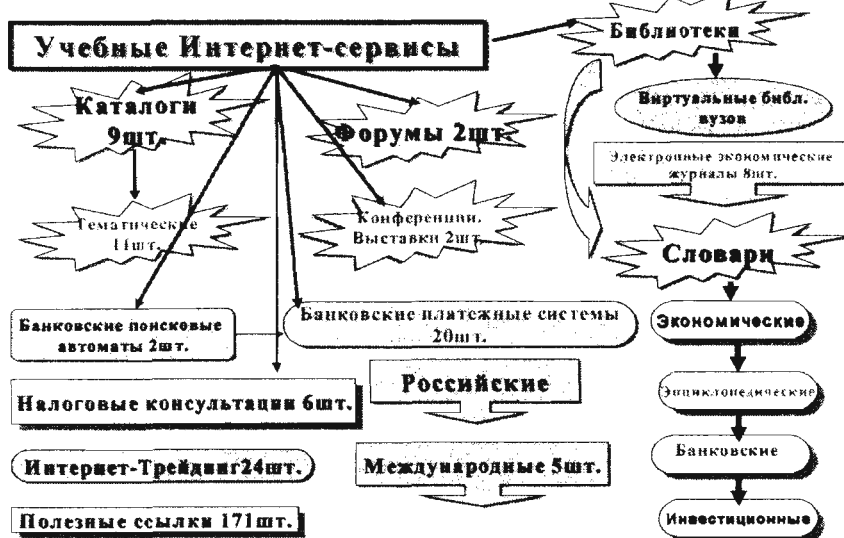 Учебные Интернет-сервисы
Библиотеки
Каталоги
9шт.
Форумы 2шт.
Виртуальные библ.
вузов
Электронные экономические
журналы 8шт.
Тематические
11шт.
Конференции.
Выставки 2шт.
Словари
Банковские поисковые
автоматы 2шт.
Банковские платежные системы
20шт.
Экономические
Российские
Энциклопедические
Налоговые консультации 6шт.
Банковские
Интернет-Трейдинг24шт.
Международные 5шт.
Полезные ссылки 171шт.
Инвестиционные